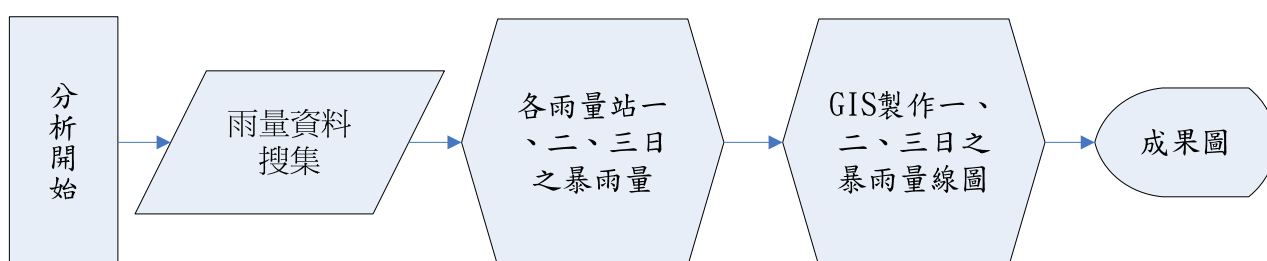 分析開始
雨量資料
搜集
各雨量站一
、二、三日
之暴雨量
GIS製作一、
二、三日之
暴雨量線圖
成果圖